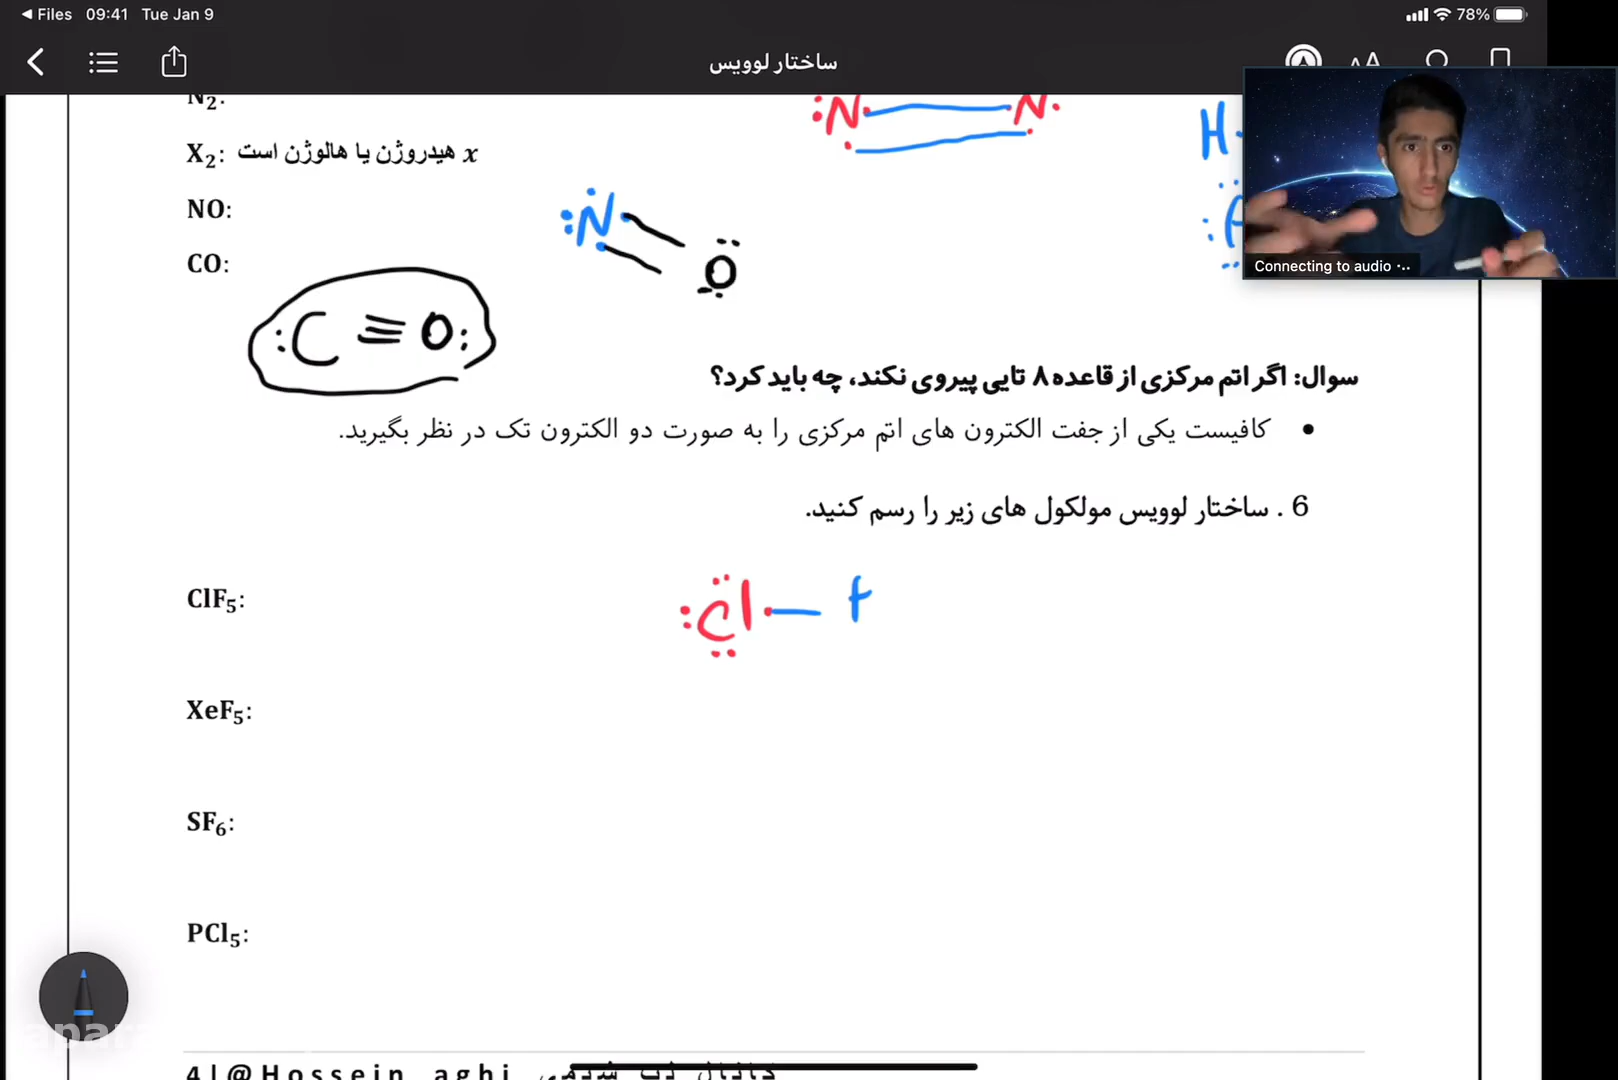 Files 09:41 Tue Jan 9
78%
ساختار لوویس
Connecting to audio
N₂:
:N N.
H
X₂: x هیدروژن یا هالوژن است
NO:
:N O
CO:
:C ≡ O:
سوال: اگر اتم مرکزی از قاعده ۸ تایی پیروی نکند، چه باید کرد؟
• کافیست یکی از جفت الکترون های اتم مرکزی را به صورت دو الکترون تک در نظر بگیرید.
6 . ساختار لوویس مولکول های زیر را رسم کنید.
ClF₅:
:Cl — F
XeF₅:
SF₆:
PCl₅:
4|@Hossein_aghi